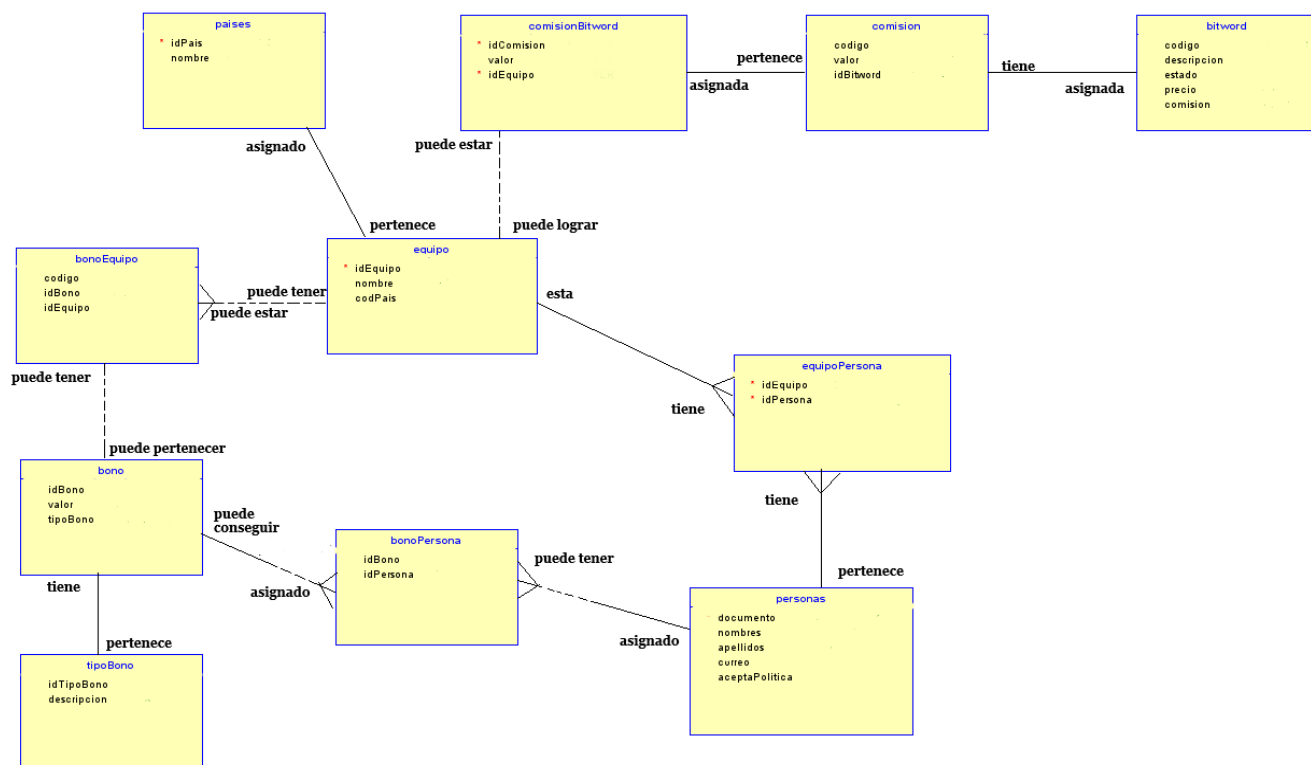 paises
* idPais
nombre
comisionBitword
* idComision
valor
* idEquipo
comision
codigo
valor
idBitword
bitword
codigo
descripcion
estado
precio
comision
pertenece
asignada
tiene
asignada
asignado
puede estar
pertenece
puede lograr
bonoEquipo
codigo
idBono
idEquipo
equipo
* idEquipo
nombre
codPais
puede tener
puede estar
esta
puede tener
puede pertenecer
equipoPersona
* idEquipo
* idPersona
tiene
bono
idBono
valor
tipoBono
puede
conseguir
asignado
bonoPersona
idBono
idPersona
puede tener
tiene
pertenece
asignado
personas
documento
nombres
apellidos
curreo
aceptaPolitica
tiene
pertenece
tipoBono
idTipoBono
descripcion